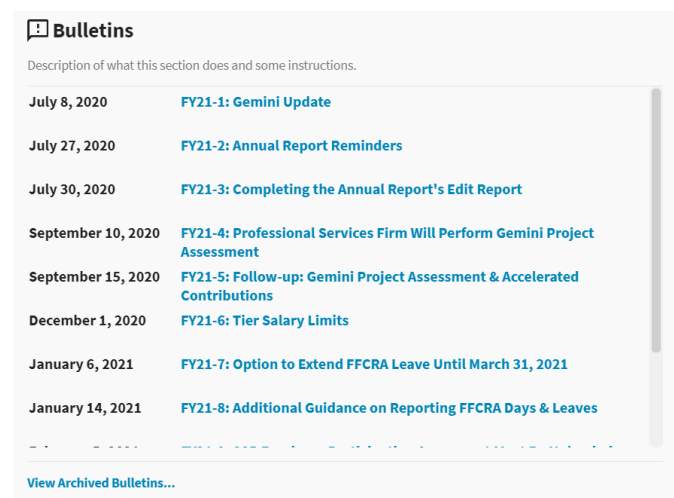 Bulletins
Description of what this section does and some instructions.
July 8, 2020 FY21-1: Gemini Update
July 27, 2020 FY21-2: Annual Report Reminders
July 30, 2020 FY21-3: Completing the Annual Report's Edit Report
September 10, 2020 FY21-4: Professional Services Firm Will Perform Gemini Project
Assessment
September 15, 2020 FY21-5: Follow-up: Gemini Project Assessment & Accelerated
Contributions
December 1, 2020 FY21-6: Tier Salary Limits
January 6, 2021 FY21-7: Option to Extend FFCRA Leave Until March 31, 2021
January 14, 2021 FY21-8: Additional Guidance on Reporting FFCRA Days & Leaves
View Archived Bulletins...